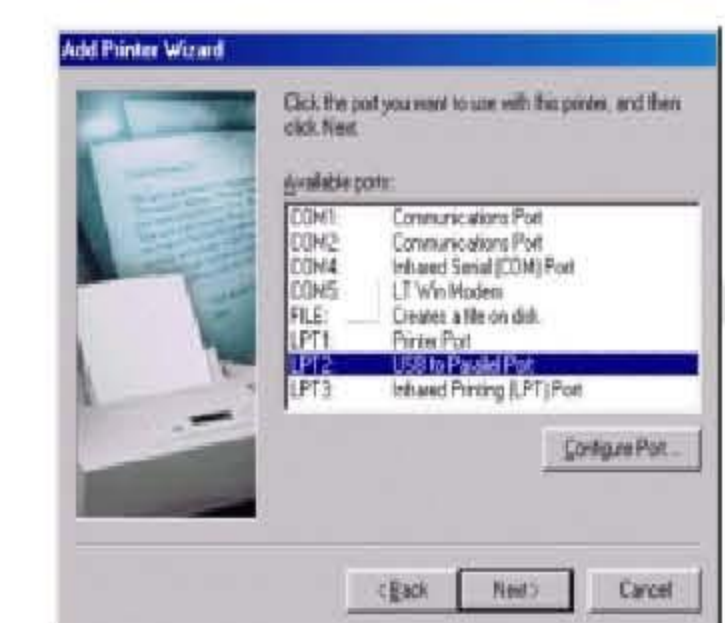 Add Printer Wizard
Click the port you want to use with this printer, and then
click Next.
Available ports:
COM1: Communications Port
COM2: Communications Port
COM4: Infrared Serial (COM) Port
COM5: LT Win Modem
FILE: Creates a file on disk.
LPT1: Printer Port
LPT2: USB to Parallel Port
LPT3: Infrared Printing (LPT) Port
Configure Port ...
< Back Next > Cancel